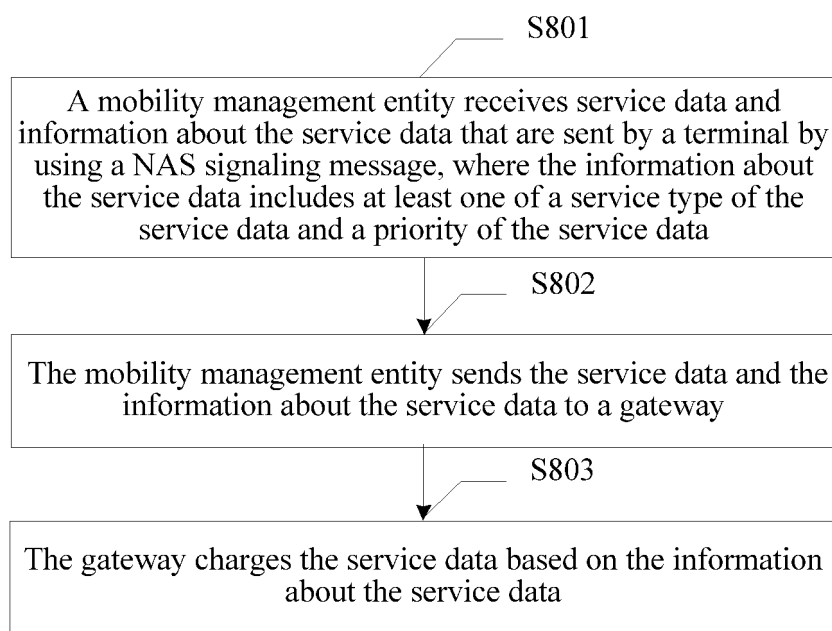 S801
A mobility management entity receives service data and
information about the service data that are sent by a terminal by
using a NAS signaling message, where the information about
the service data includes at least one of a service type of the
service data and a priority of the service data
S802
The mobility management entity sends the service data and the
information about the service data to a gateway
S803
The gateway charges the service data based on the information
about the service data